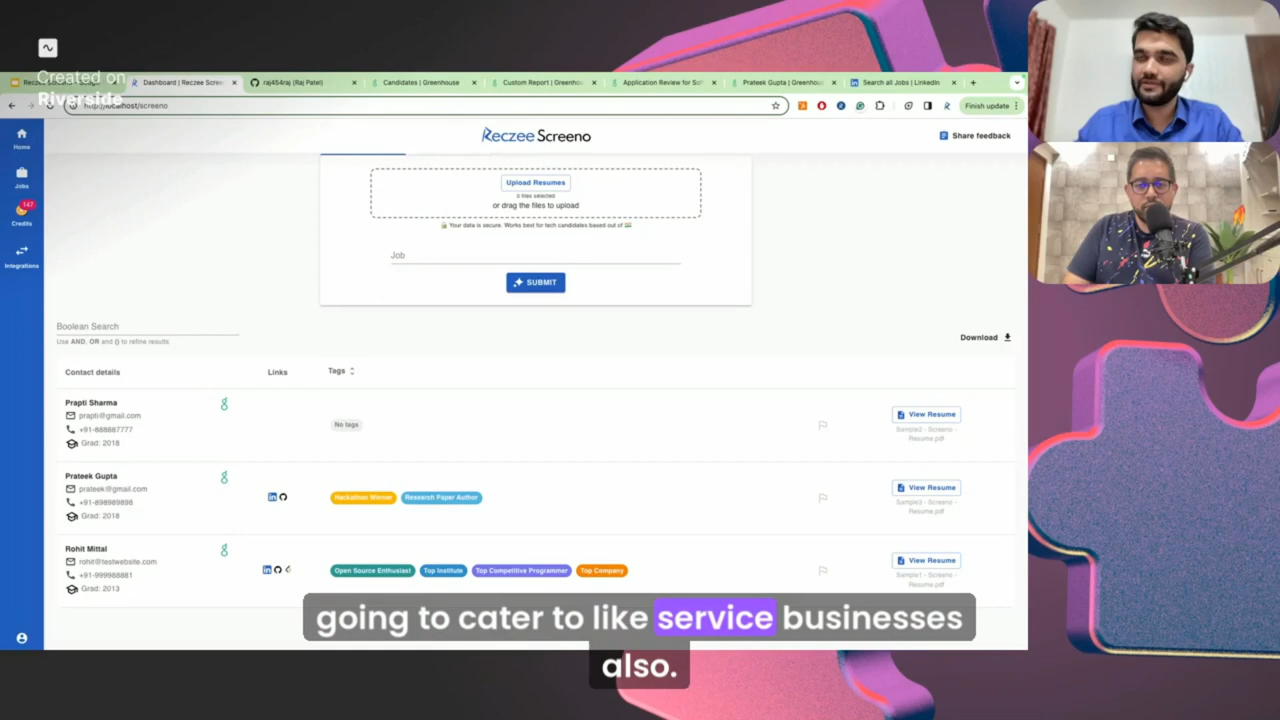 Created on
Riverside
Dashboard | Reczee Scree
raj454raj (Raj Patel)
Candidates | Greenhouse
Custom Report | Greenho
Application Review for So
Prateek Gupta | Greenhou
Search all Jobs | LinkedIn
http://localhost/screeno
Finish update
Home
Jobs
147
Credits
Integrations
Reczee Screeno
Share feedback
Upload Resumes
0 files selected
or drag the files to upload
Your data is secure. Works best for tech candidates based out of
Job
SUBMIT
Boolean Search
Use AND, OR and () to refine results
Download
Contact details Links Tags
Prapti Sharma
prapti@gmail.com
+91-888887777
Grad: 2018
No tags
View Resume
Sample2 - Screeno -
Resume.pdf
Prateek Gupta
prateek@gmail.com
+91-898989898
Grad: 2018
Hackathon Winner Research Paper Author
View Resume
Sample3 - Screeno -
Resume.pdf
Rohit Mittal
rohit@testwebsite.com
+91-999988881
Grad: 2013
Open Source Enthusiast Top Institute Top Competitive Programmer Top Company
View Resume
Sample1 - Screeno -
Resume.pdf
going to cater to like service businesses
also.